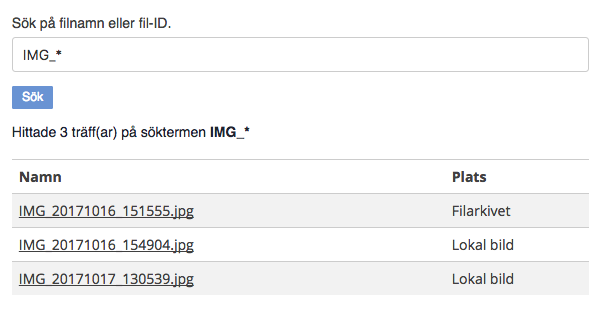 Sök på filnamn eller fil-ID.
IMG_*
Sök
Hittade 3 träff(ar) på söktermen IMG_*
Namn Plats
IMG_20171016_151555.jpg Filarkivet
IMG_20171016_154904.jpg Lokal bild
IMG_20171017_130539.jpg Lokal bild